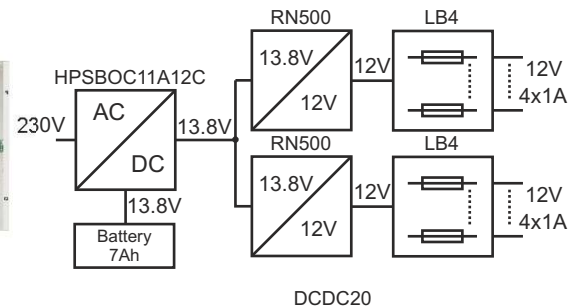 RN500
LB4
13.8V
12V
12V
12V
4x1A
HPSBOC11A12C
230V
AC
DC
13.8V
13.8V
Battery
7Ah
RN500
LB4
13.8V
12V
12V
12V
4x1A
DCDC20